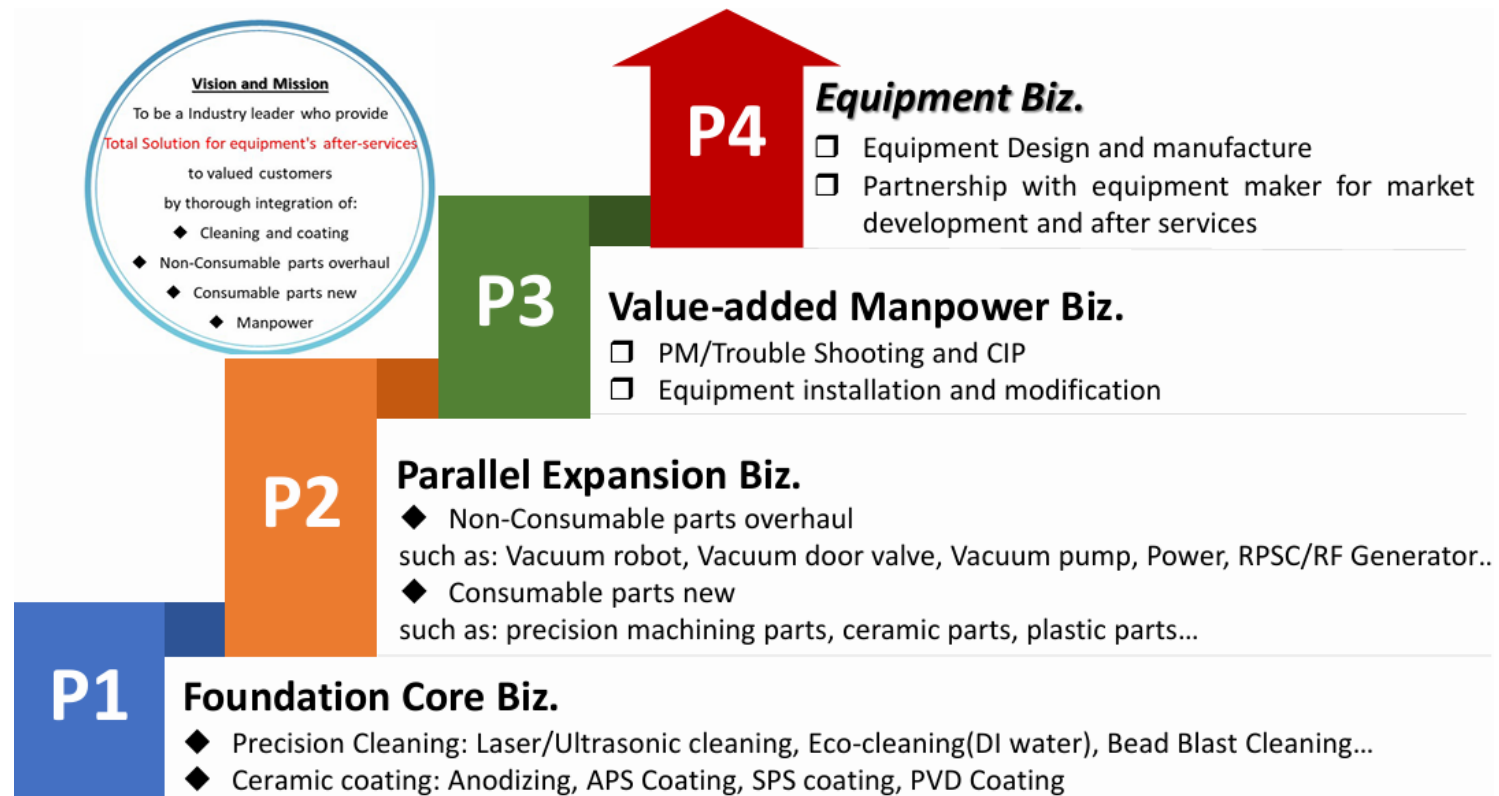 Vision and Mission
To be a Industry leader who provide
Total Solution for equipment's after-services
to valued customers
by thorough integration of:
◆ Cleaning and coating
◆ Non-Consumable parts overhaul
◆ Consumable parts new
◆ Manpower
P4
Equipment Biz.
❒ Equipment Design and manufacture
❒ Partnership with equipment maker for market
development and after services
P3
Value-added Manpower Biz.
❒ PM/Trouble Shooting and CIP
❒ Equipment installation and modification
P2
Parallel Expansion Biz.
◆ Non-Consumable parts overhaul
such as: Vacuum robot, Vacuum door valve, Vacuum pump, Power, RPSC/RF Generator..
◆ Consumable parts new
such as: precision machining parts, ceramic parts, plastic parts…
P1
Foundation Core Biz.
◆ Precision Cleaning: Laser/Ultrasonic cleaning, Eco-cleaning(DI water), Bead Blast Cleaning…
◆ Ceramic coating: Anodizing, APS Coating, SPS coating, PVD Coating